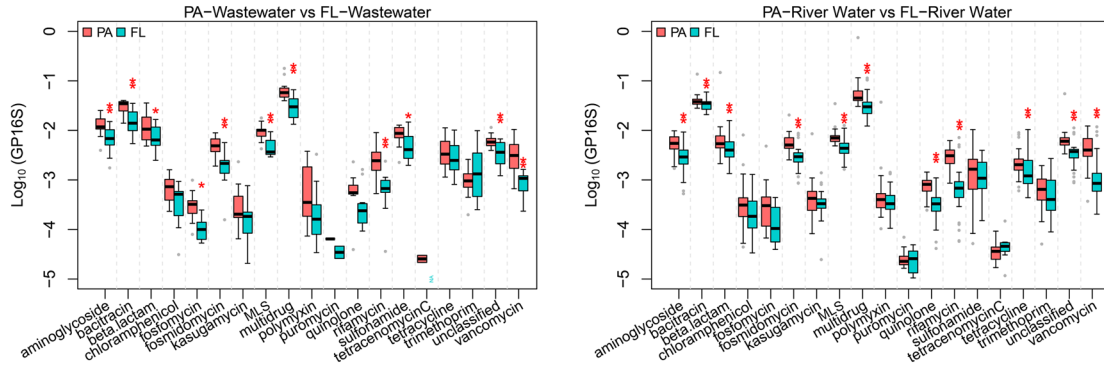 PA−Wastewater vs FL−Wastewater
PA FL
Log10 (GP16S)
0
−1
−2
−3
−4
−5
aminoglycoside
bacitracin
beta.lactam
chloramphenicol
fosfomycin
fosmidomycin
kasugamycin
MLS
multidrug
polymyxin
puromycin
quinolone
rifamycin
sulfonamide
tetracenomycinC
tetracycline
trimethoprim
unclassified
vancomycin
PA−River Water vs FL−River Water
PA FL
Log10 (GP16S)
0
−1
−2
−3
−4
−5
aminoglycoside
bacitracin
beta.lactam
chloramphenicol
fosfomycin
fosmidomycin
kasugamycin
MLS
multidrug
polymyxin
puromycin
quinolone
rifamycin
sulfonamide
tetracenomycinC
tetracycline
trimethoprim
unclassified
vancomycin